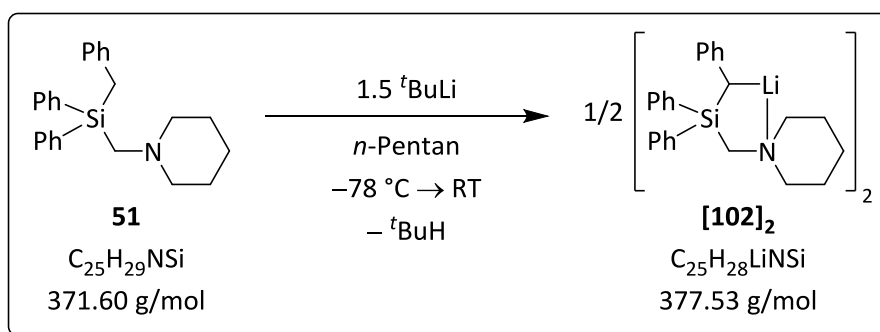 Ph
Ph
Si
Ph
N
51
C₂₅H₂₉NSi
371.60 g/mol
1.5 ᵗBuLi
n-Pentan
−78 °C → RT
− ᵗBuH
1/2
Ph
Li
Ph
Si
Ph
N
2
[102]₂
C₂₅H₂₈LiNSi
377.53 g/mol